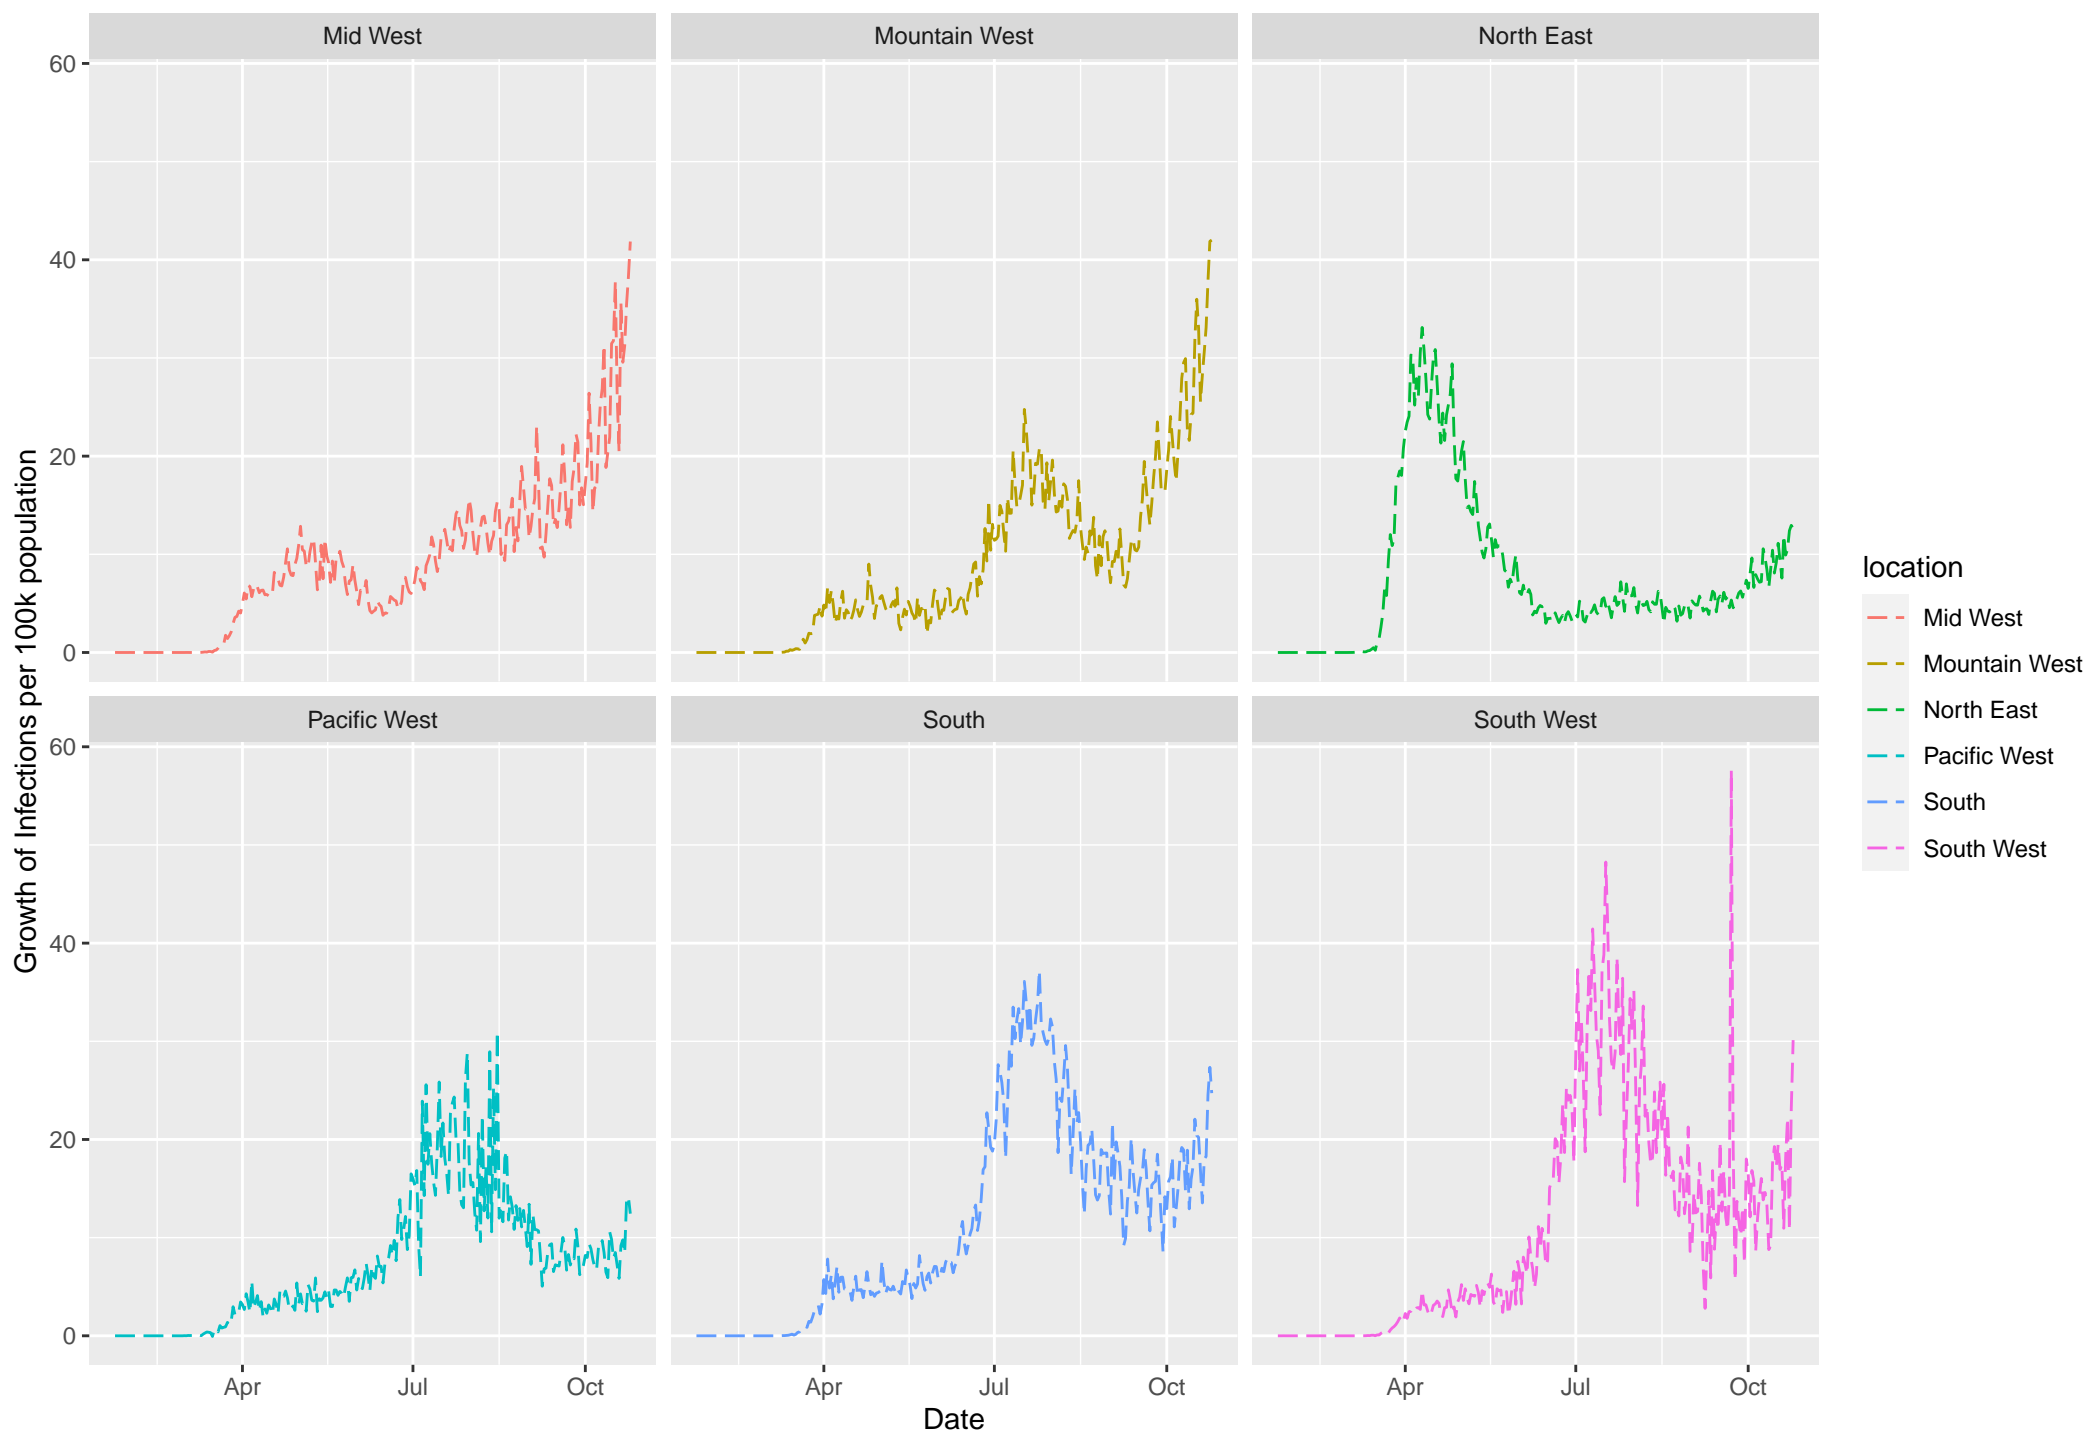 Mid West
Mountain West
North East
60
40
20
0
Pacific West
South
South West
60
40
20
0
Apr
Jul
Oct
Apr
Jul
Oct
Apr
Jul
Oct
Date
Growth of Infections per 100k population
location
Mid West
Mountain West
North East
Pacific West
South
South West